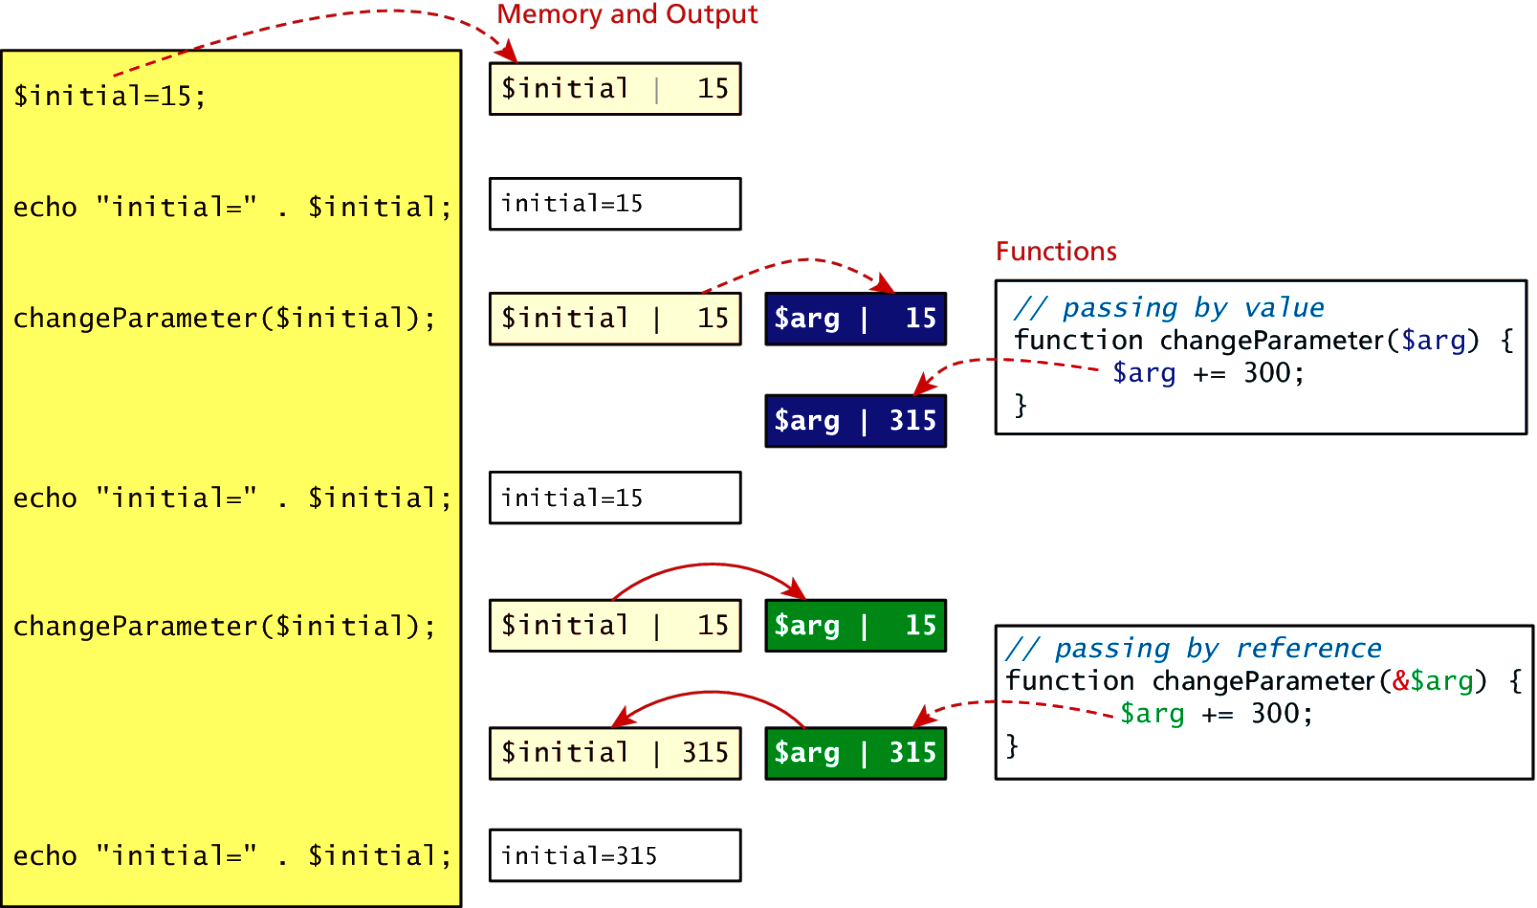 Memory and Output
$initial=15;
$initial | 15
echo "initial=" . $initial;
initial=15
Functions
changeParameter($initial);
$initial | 15
$arg | 15
// passing by value
function changeParameter($arg) {
$arg += 300;
}
$arg | 315
echo "initial=" . $initial;
initial=15
changeParameter($initial);
$initial | 15
$arg | 15
// passing by reference
function changeParameter(&$arg) {
$arg += 300;
}
$initial | 315
$arg | 315
echo "initial=" . $initial;
initial=315